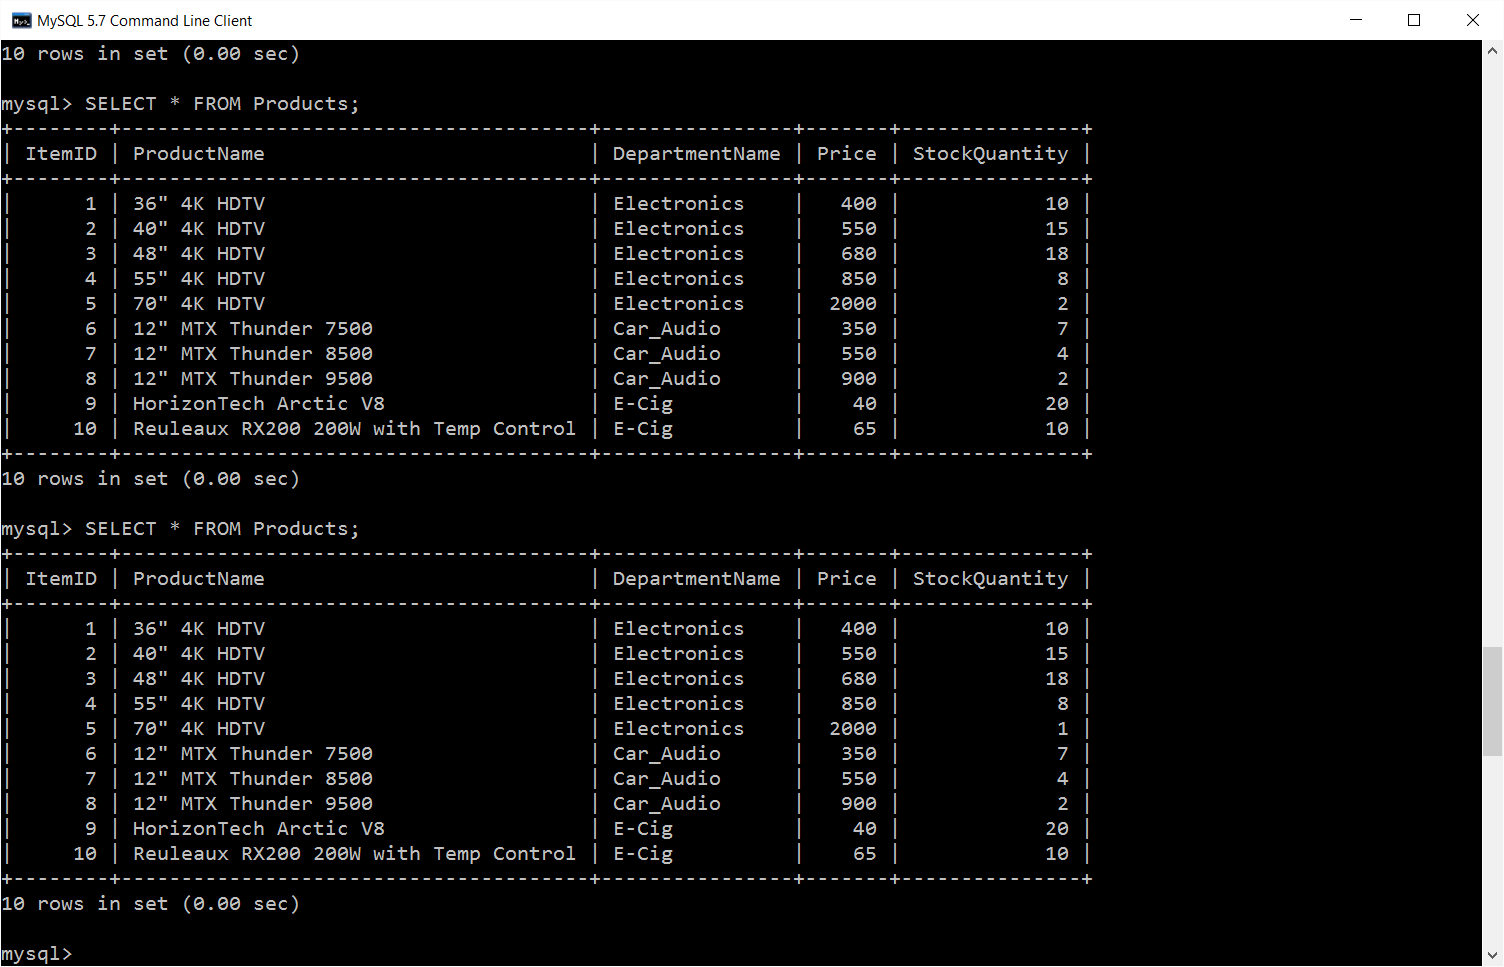 MySQL 5.7 Command Line Client
10 rows in set (0.00 sec)
mysql> SELECT * FROM Products;
+--------+---------------------------------------+----------------+-------+---------------+
| ItemID | ProductName                           | DepartmentName | Price | StockQuantity |
+--------+---------------------------------------+----------------+-------+---------------+
|      1 | 36" 4K HDTV                           | Electronics    |   400 |            10 |
|      2 | 40" 4K HDTV                           | Electronics    |   550 |            15 |
|      3 | 48" 4K HDTV                           | Electronics    |   680 |            18 |
|      4 | 55" 4K HDTV                           | Electronics    |   850 |             8 |
|      5 | 70" 4K HDTV                           | Electronics    |  2000 |             2 |
|      6 | 12" MTX Thunder 7500                  | Car_Audio      |   350 |             7 |
|      7 | 12" MTX Thunder 8500                  | Car_Audio      |   550 |             4 |
|      8 | 12" MTX Thunder 9500                  | Car_Audio      |   900 |             2 |
|      9 | HorizonTech Arctic V8                 | E-Cig          |    40 |            20 |
|     10 | Reuleaux RX200 200W with Temp Control | E-Cig          |    65 |            10 |
+--------+---------------------------------------+----------------+-------+---------------+
10 rows in set (0.00 sec)
mysql> SELECT * FROM Products;
+--------+---------------------------------------+----------------+-------+---------------+
| ItemID | ProductName                           | DepartmentName | Price | StockQuantity |
+--------+---------------------------------------+----------------+-------+---------------+
|      1 | 36" 4K HDTV                           | Electronics    |   400 |            10 |
|      2 | 40" 4K HDTV                           | Electronics    |   550 |            15 |
|      3 | 48" 4K HDTV                           | Electronics    |   680 |            18 |
|      4 | 55" 4K HDTV                           | Electronics    |   850 |             8 |
|      5 | 70" 4K HDTV                           | Electronics    |  2000 |             1 |
|      6 | 12" MTX Thunder 7500                  | Car_Audio      |   350 |             7 |
|      7 | 12" MTX Thunder 8500                  | Car_Audio      |   550 |             4 |
|      8 | 12" MTX Thunder 9500                  | Car_Audio      |   900 |             2 |
|      9 | HorizonTech Arctic V8                 | E-Cig          |    40 |            20 |
|     10 | Reuleaux RX200 200W with Temp Control | E-Cig          |    65 |            10 |
+--------+---------------------------------------+----------------+-------+---------------+
10 rows in set (0.00 sec)
mysql>